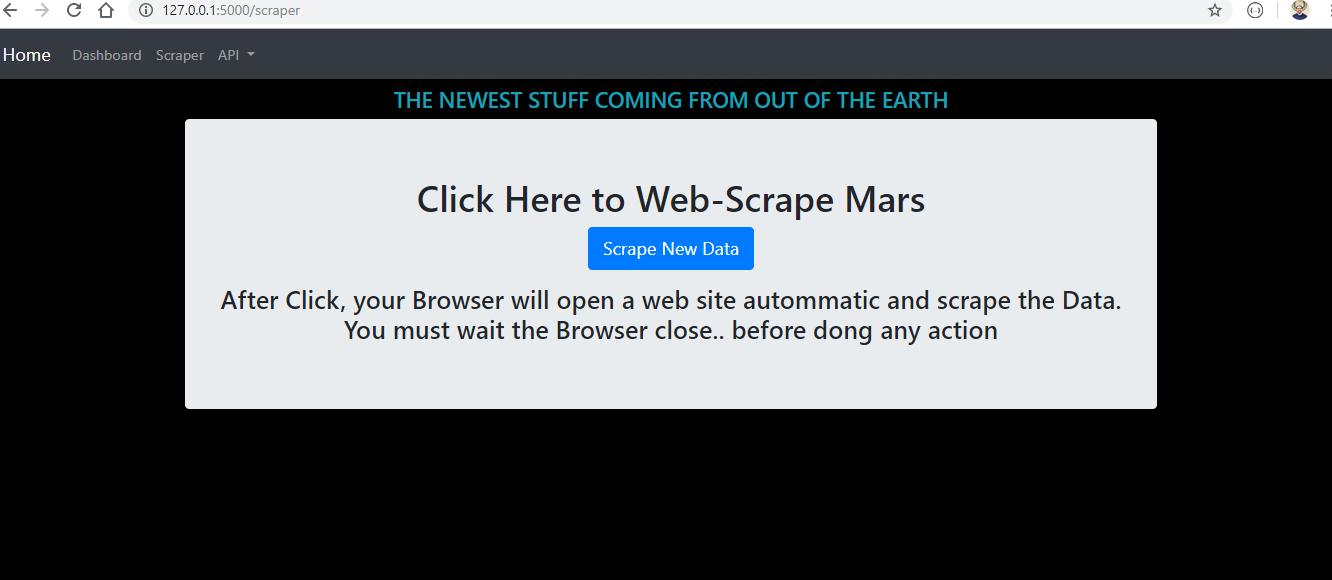 127.0.0.1:5000/scraper
Home Dashboard Scraper API
THE NEWEST STUFF COMING FROM OUT OF THE EARTH
Click Here to Web-Scrape Mars
Scrape New Data
After Click, your Browser will open a web site autommatic and scrape the Data.
You must wait the Browser close.. before dong any action